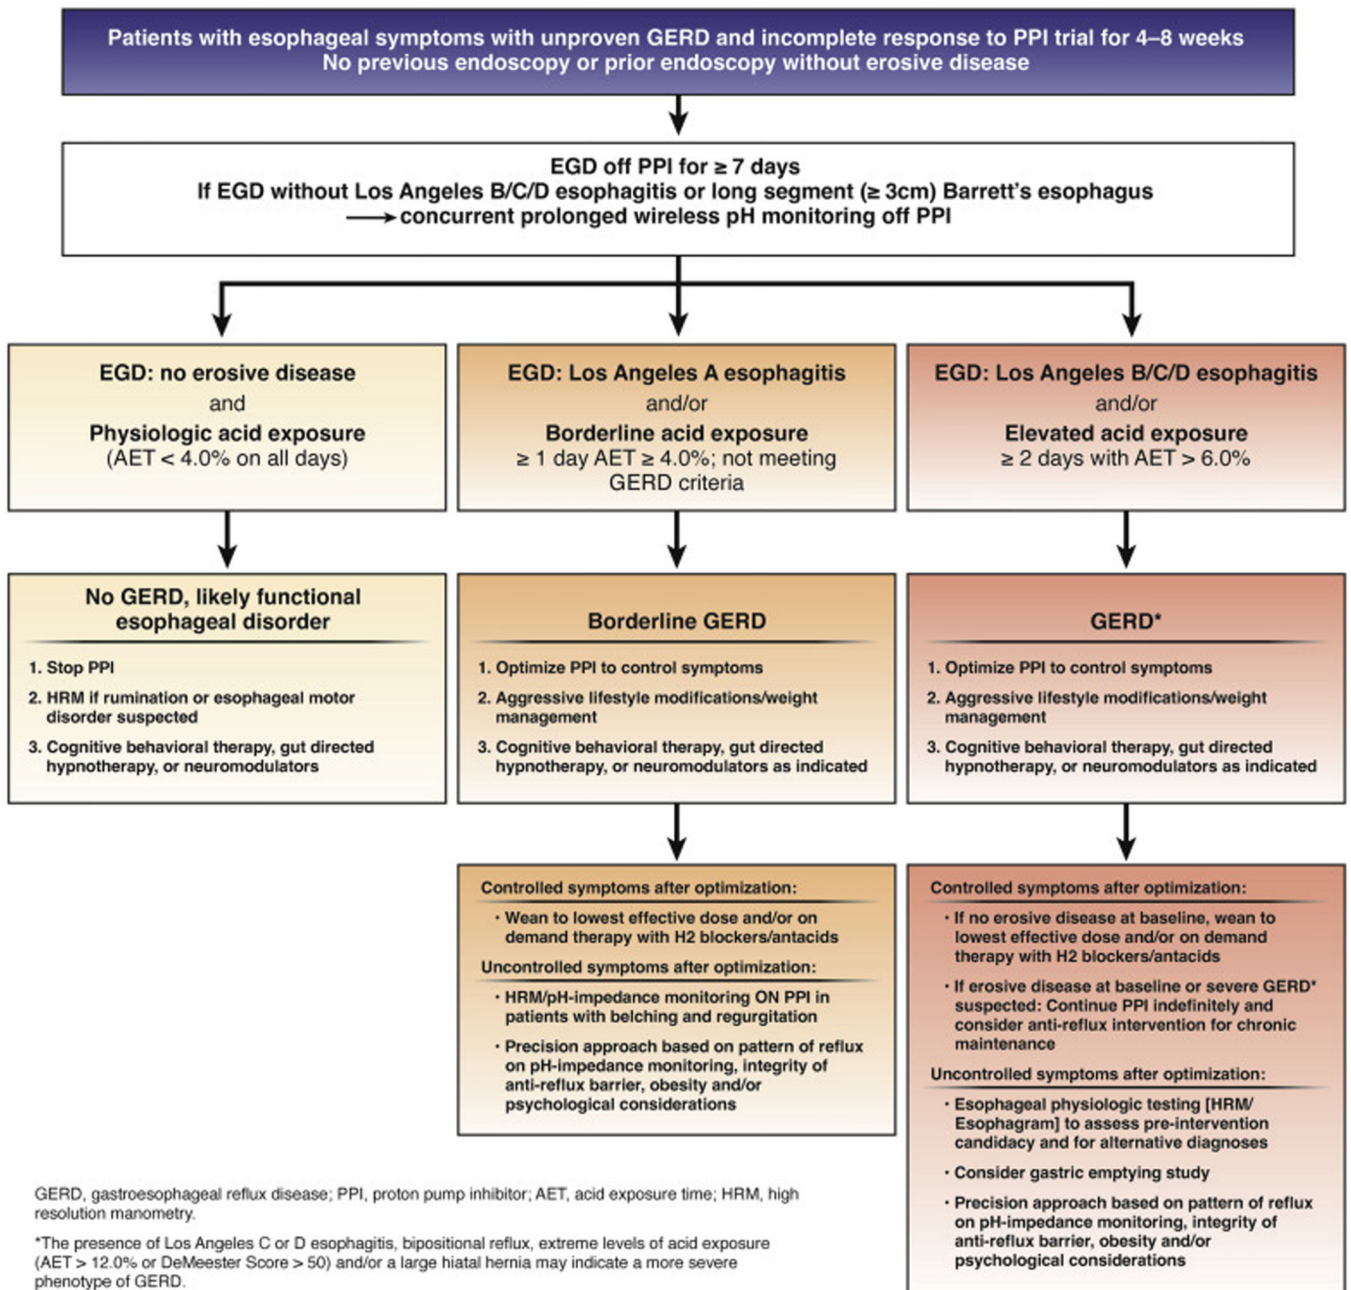 Patients with esophageal symptoms with unproven GERD and incomplete response to PPI trial for 4–8 weeks
No previous endoscopy or prior endoscopy without erosive disease
EGD off PPI for ≥ 7 days
If EGD without Los Angeles B/C/D esophagitis or long segment (≥ 3cm) Barrett's esophagus
→ concurrent prolonged wireless pH monitoring off PPI
EGD: no erosive disease
and
Physiologic acid exposure
(AET < 4.0% on all days)
EGD: Los Angeles A esophagitis
and/or
Borderline acid exposure
≥ 1 day AET ≥ 4.0%; not meeting
GERD criteria
EGD: Los Angeles B/C/D esophagitis
and/or
Elevated acid exposure
≥ 2 days with AET > 6.0%
No GERD, likely functional
esophageal disorder
1. Stop PPI
2. HRM if rumination or esophageal motor
disorder suspected
3. Cognitive behavioral therapy, gut directed
hypnotherapy, or neuromodulators
Borderline GERD
1. Optimize PPI to control symptoms
2. Aggressive lifestyle modifications/weight
management
3. Cognitive behavioral therapy, gut directed
hypnotherapy, or neuromodulators as indicated
GERD*
1. Optimize PPI to control symptoms
2. Aggressive lifestyle modifications/weight
management
3. Cognitive behavioral therapy, gut directed
hypnotherapy, or neuromodulators as indicated
Controlled symptoms after optimization:
· Wean to lowest effective dose and/or on
demand therapy with H2 blockers/antacids
Uncontrolled symptoms after optimization:
· HRM/pH-impedance monitoring ON PPI in
patients with belching and regurgitation
· Precision approach based on pattern of reflux
on pH-impedance monitoring, integrity of
anti-reflux barrier, obesity and/or
psychological considerations
Controlled symptoms after optimization:
· If no erosive disease at baseline, wean to
lowest effective dose and/or on demand
therapy with H2 blockers/antacids
· If erosive disease at baseline or severe GERD*
suspected: Continue PPI indefinitely and
consider anti-reflux intervention for chronic
maintenance
Uncontrolled symptoms after optimization:
· Esophageal physiologic testing [HRM/
Esophagram] to assess pre-intervention
candidacy and for alternative diagnoses
· Consider gastric emptying study
· Precision approach based on pattern of reflux
on pH-impedance monitoring, integrity of
anti-reflux barrier, obesity and/or
psychological considerations
GERD, gastroesophageal reflux disease; PPI, proton pump inhibitor; AET, acid exposure time; HRM, high
resolution manometry.
*The presence of Los Angeles C or D esophagitis, bipositional reflux, extreme levels of acid exposure
(AET > 12.0% or DeMeester Score > 50) and/or a large hiatal hernia may indicate a more severe
phenotype of GERD.